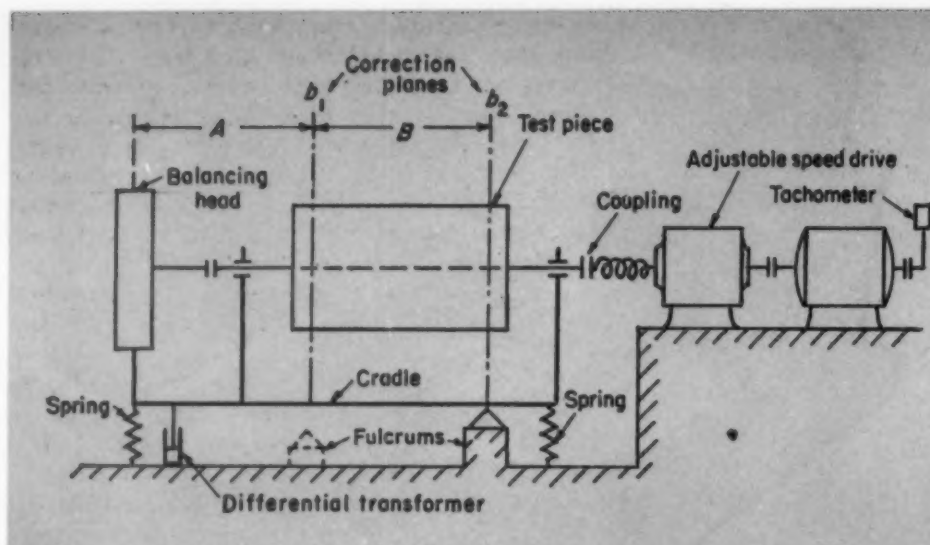 Correction
planes
b1
b2
A
B
Test piece
Balancing
head
Adjustable speed drive
Tachometer
Coupling
Cradle
Spring
Spring
Fulcrums
Differential transformer